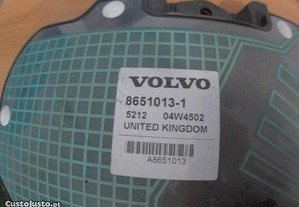 VOLVO
8651013-1
5212 04W4502
UNITED KINGDOM
A8651013
CustoJusto.pt